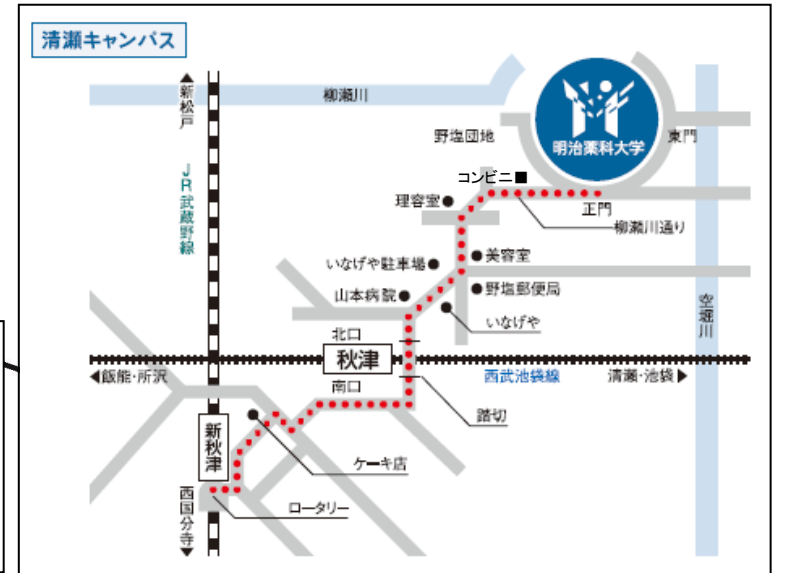 清瀬キャンパス
▲新松戸
柳瀬川
野塩団地
明治薬科大学
東門
コンビニ■
理容室●
正門
柳瀬川通り
JR武蔵野線
●美容室
いなげや駐車場●
山本病院●
●野塩郵便局
いなげや
空堀川
北口
秋津
◀飯能・所沢
西武池袋線
清瀬・池袋▶
南口
踏切
新秋津
ケーキ店
ロータリー
西国分寺▼